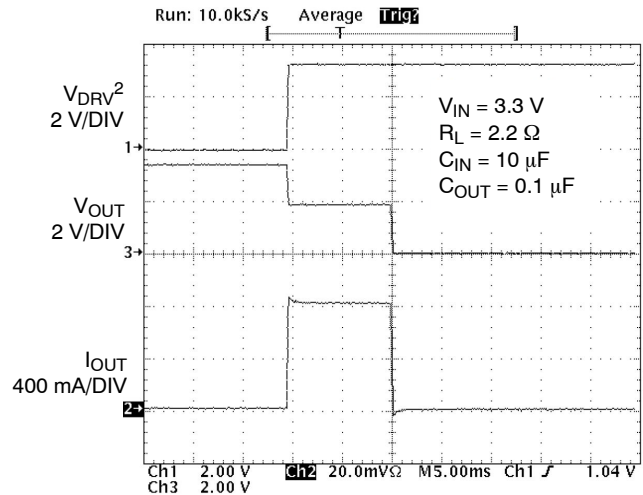 Run: 10.0kS/s Average Trig?
[ T ]
V_DRV²
2 V/DIV
V_IN = 3.3 V
R_L = 2.2 Ω
C_IN = 10 μF
C_OUT = 0.1 μF
1→
V_OUT
2 V/DIV
3→
I_OUT
400 mA/DIV
2→
Ch1 2.00 V Ch2 20.0mVΩ M5.00ms Ch1 ƒ 1.04 V
Ch3 2.00 V